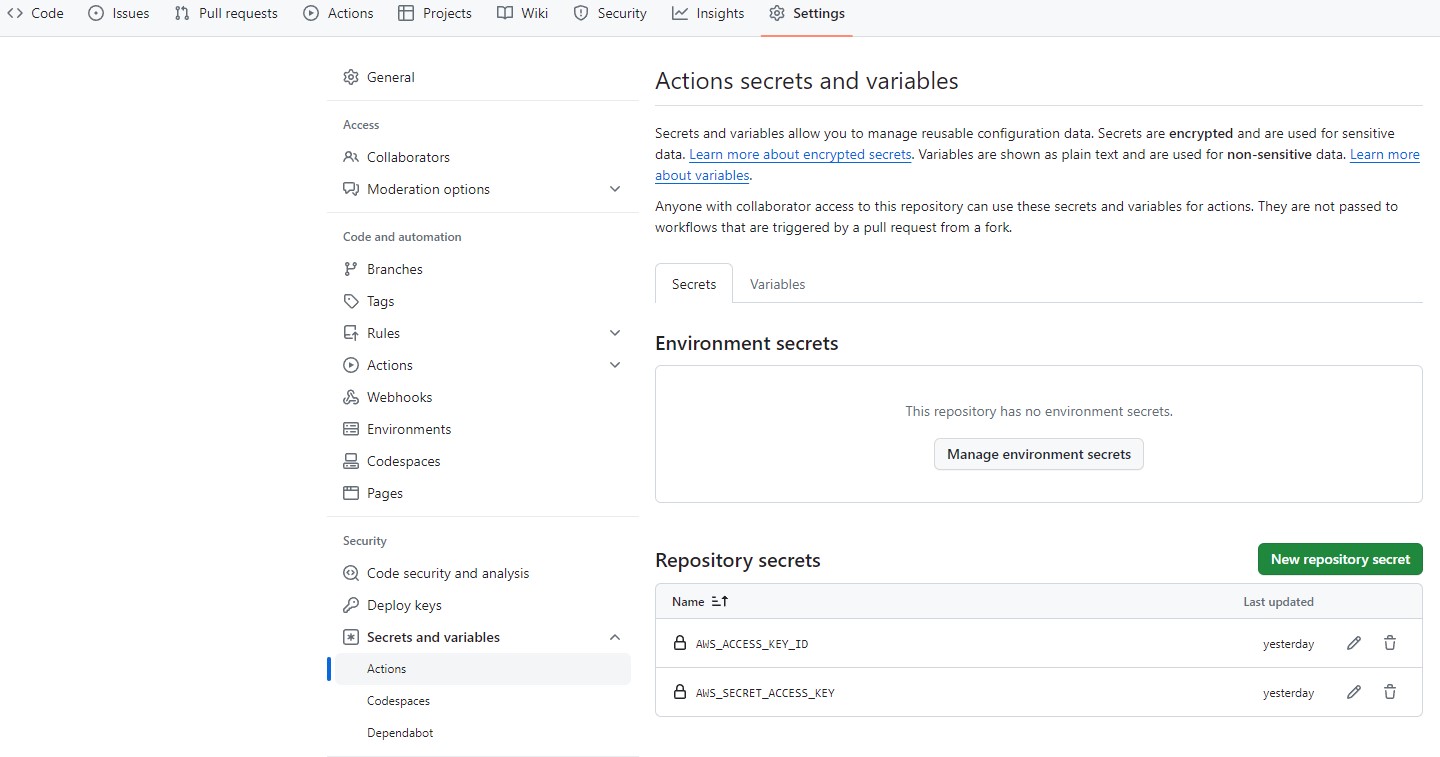 Code Issues Pull requests Actions Projects Wiki Security Insights Settings
General
Access
Collaborators
Moderation options
Code and automation
Branches
Tags
Rules
Actions
Webhooks
Environments
Codespaces
Pages
Security
Code security and analysis
Deploy keys
Secrets and variables
Actions
Codespaces
Dependabot
Actions secrets and variables
Secrets and variables allow you to manage reusable configuration data. Secrets are encrypted and are used for sensitive
data. Learn more about encrypted secrets. Variables are shown as plain text and are used for non-sensitive data. Learn more
about variables.
Anyone with collaborator access to this repository can use these secrets and variables for actions. They are not passed to
workflows that are triggered by a pull request from a fork.
Secrets Variables
Environment secrets
This repository has no environment secrets.
Manage environment secrets
Repository secrets New repository secret
Name Last updated
AWS_ACCESS_KEY_ID yesterday
AWS_SECRET_ACCESS_KEY yesterday